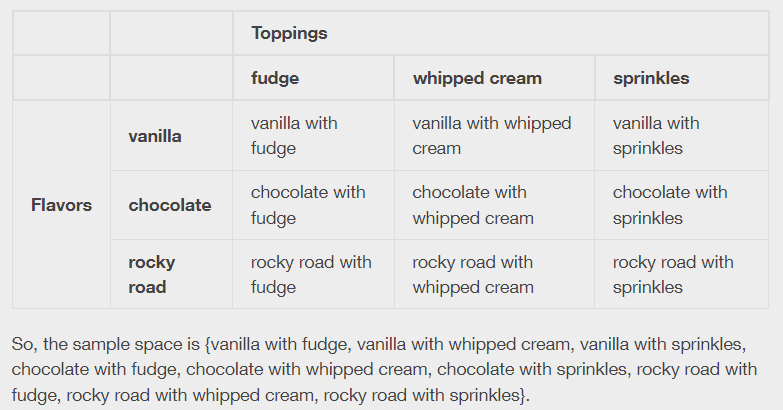 Toppings
fudge whipped cream sprinkles
vanilla with whipped vanilla with
vanilla with
vanilla
fudge cream sprinkles
chocolate with chocolate with chocolate with
Flavors chocolate
fudge whipped cream sprinkles
rocky rocky road with rocky road with rocky road with
road fudge whipped cream sprinkles
So, the sample space is {vanilla with fudge, vanilla with whipped cream, vanilla with sprinkles,
chocolate with fudge, chocolate with whipped cream, chocolate with sprinkles, rocky road with
fudge, rocky road with whipped cream, rocky road with sprinkles}.